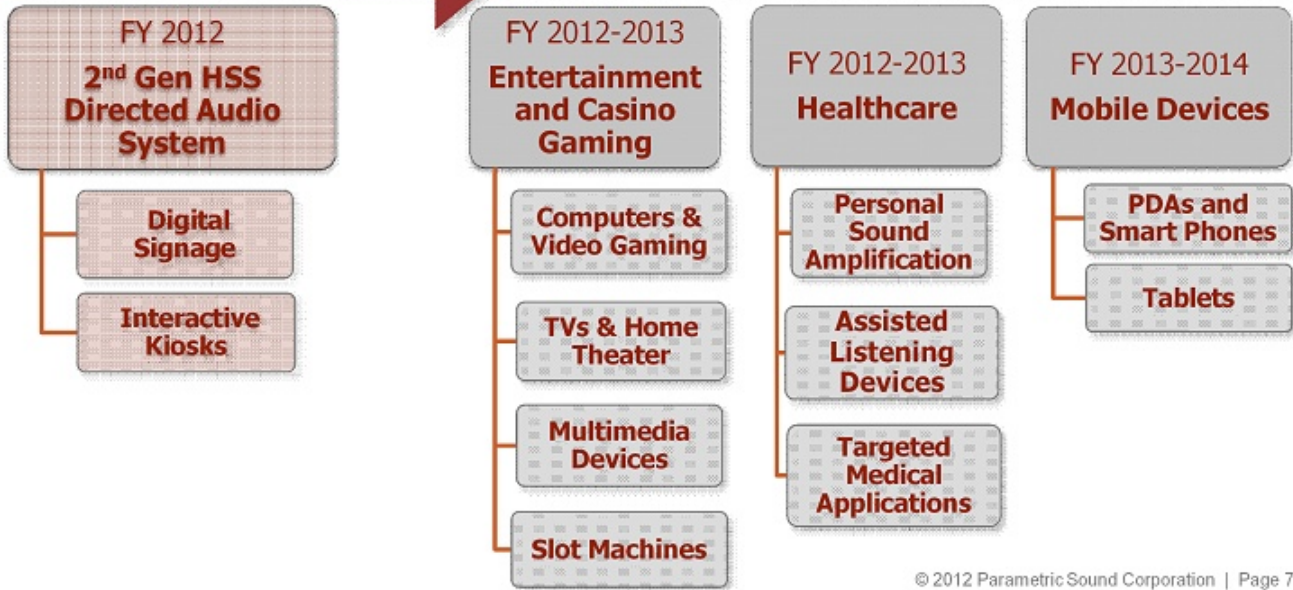 FY 2012
2nd Gen HSS
Directed Audio
System
Digital
Signage
Interactive
Kiosks
FY 2012-2013
Entertainment
and Casino
Gaming
Computers &
Video Gaming
TVs & Home
Theater
Multimedia
Devices
Slot Machines
FY 2012-2013
Healthcare
Personal
Sound
Amplification
Assisted
Listening
Devices
Targeted
Medical
Applications
FY 2013-2014
Mobile Devices
PDAs and
Smart Phones
Tablets
© 2012 Parametric Sound Corporation | Page 7